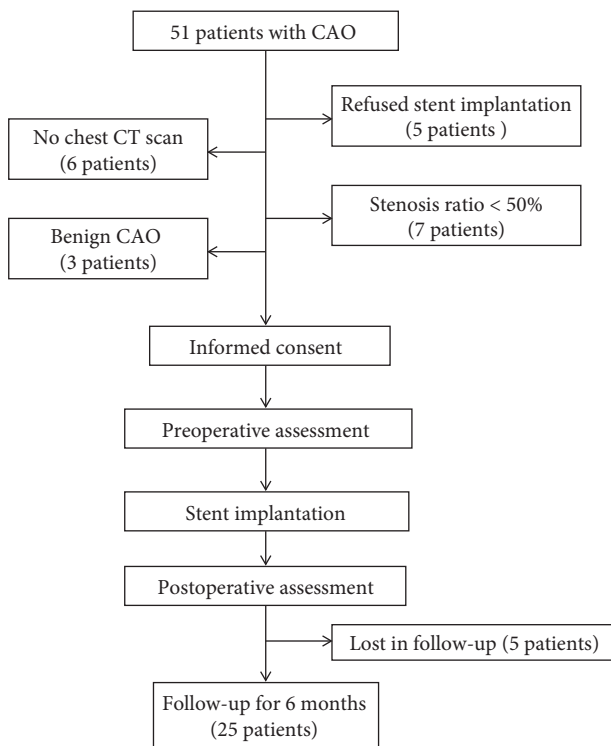 51 patients with CAO
Refused stent implantation
(5 patients )
No chest CT scan
(6 patients)
Stenosis ratio < 50%
(7 patients)
Benign CAO
(3 patients)
Informed consent
Preoperative assessment
Stent implantation
Postoperative assessment
Lost in follow-up (5 patients)
Follow-up for 6 months
(25 patients)